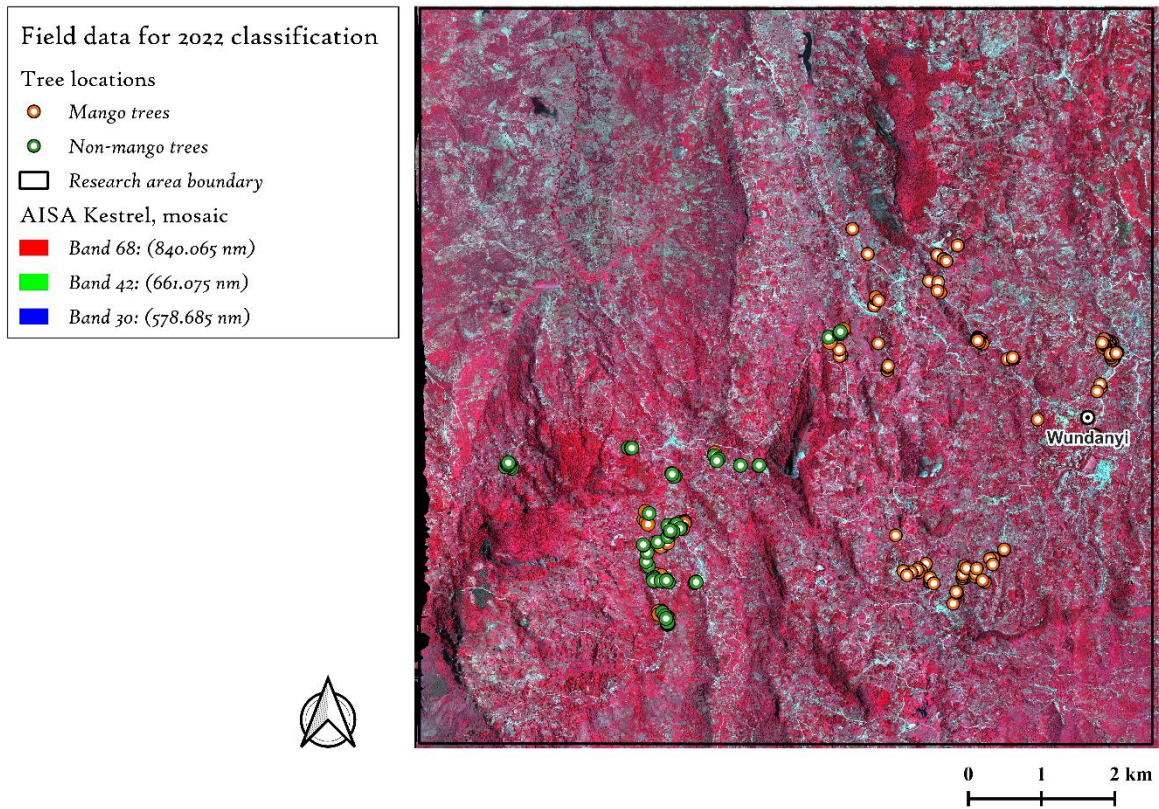 Field data for 2022 classification
Tree locations
Mango trees
Non-mango trees
Research area boundary
AISA Kestrel, mosaic
Band 68: (840.065 nm)
Band 42: (661.075 nm)
Band 30: (578.685 nm)
Wundanyi
0 1 2 km